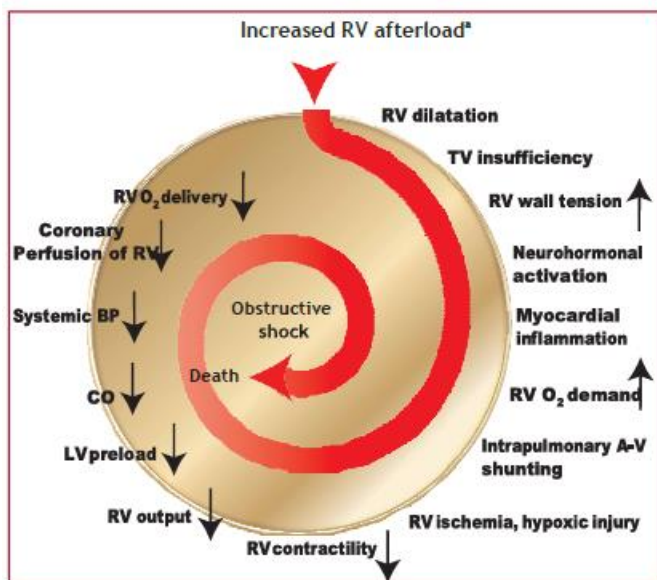 Increased RV afterloadª
RV dilatation
TV insufficiency
RV wall tension
Neurohormonal
activation
Myocardial
inflammation
RV O₂ demand
Intrapulmonary A-V
shunting
RV ischemia, hypoxic injury
RV contractility
RV output
LV preload
CO
Systemic BP
Coronary
Perfusion of RV
RV O₂ delivery
Obstructive
shock
Death